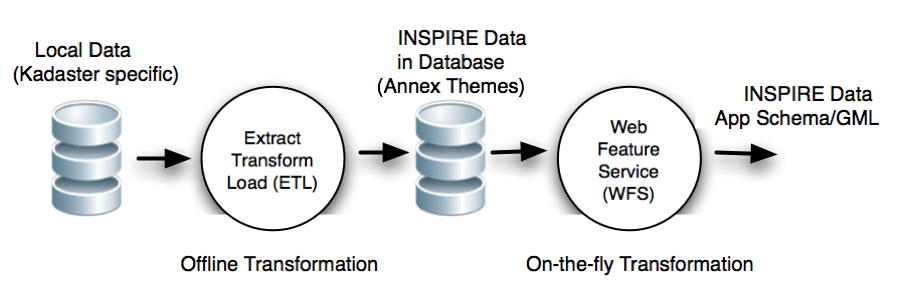 Local Data
(Kadaster specific)
Extract
Transform
Load (ETL)
Offline Transformation
INSPIRE Data
in Database
(Annex Themes)
Web
Feature
Service
(WFS)
On-the-fly Transformation
INSPIRE Data
App Schema/GML